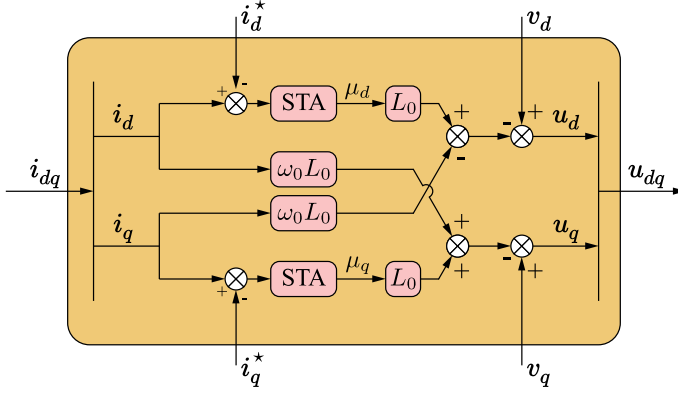 i_d^⋆ v_d
+ - STA μ_d L_0 + - +
i_d - u_d
i_dq ω_0L_0 u_dq
ω_0L_0
i_q + u_q
+ - STA μ_q L_0 + - +
i_q^⋆ v_q